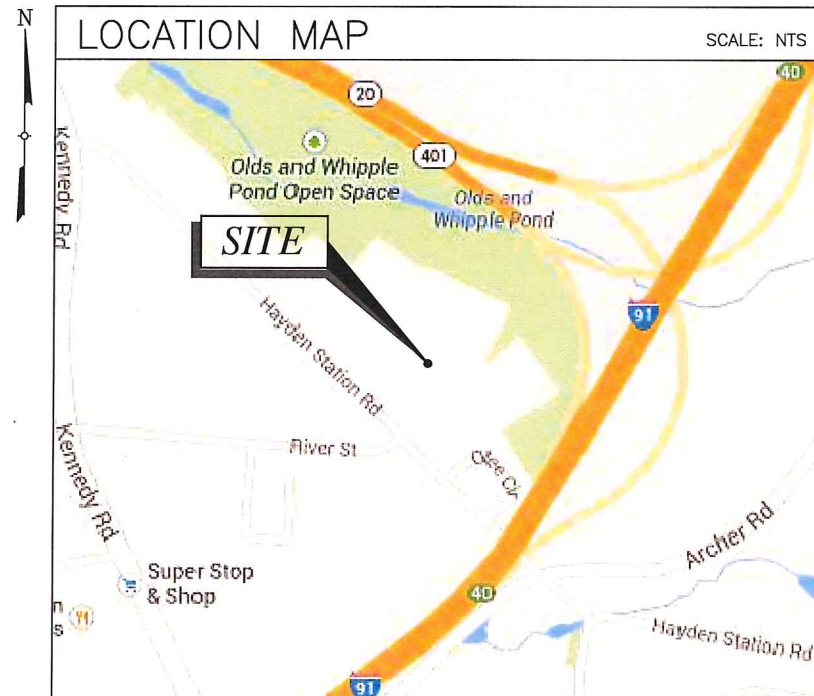 N
LOCATION MAP
SCALE: NTS
40
20
401
Kennedy Rd
Olds and Whipple
Pond Open Space
Olds and
Whipple Pond
SITE
91
Hayden Station Rd
River St
Kennedy Rd
Archer Rd
Super Stop
& Shop
40
n
s
Hayden Station Rd
91